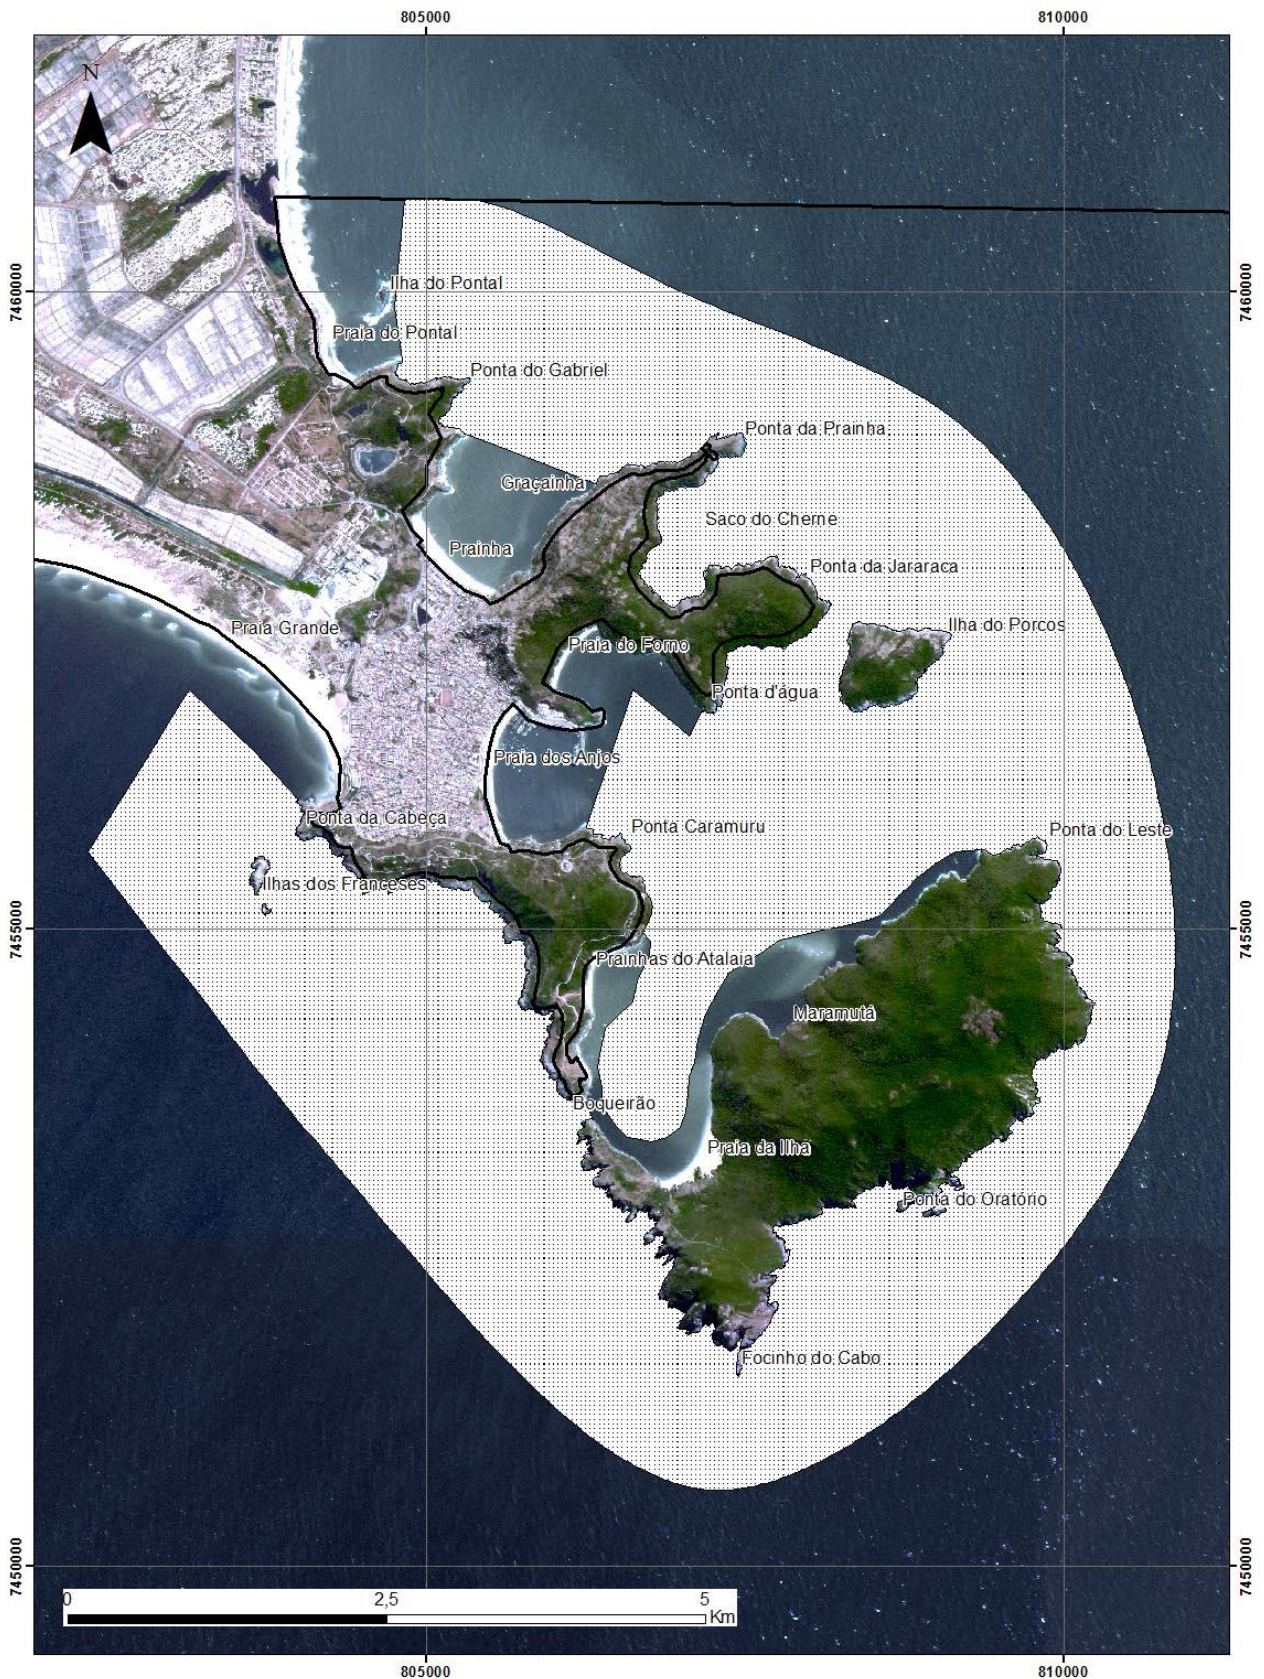 805000
810000
N
7460000
7460000
Ilha do Pontal
Praia do Pontal
Ponta do Gabriel
Ponta da Prainha
Graçainha
Saco do Cherne
Prainha
Ponta da Jararaca
Praia Grande
Ilha do Porcos
Praia do Forno
Ponta d'água
Praia dos Anjos
Ponta da Cabeça
Ponta Caramuru
Ponta do Leste
Ilhas dos Franceses
7455000
7455000
Prainhas do Atalaia
Maramutá
Boqueirão
Praia da Ilha
Ponta do Oratório
Focinho do Cabo
7450000
7450000
0 2,5 5
Km
805000
810000